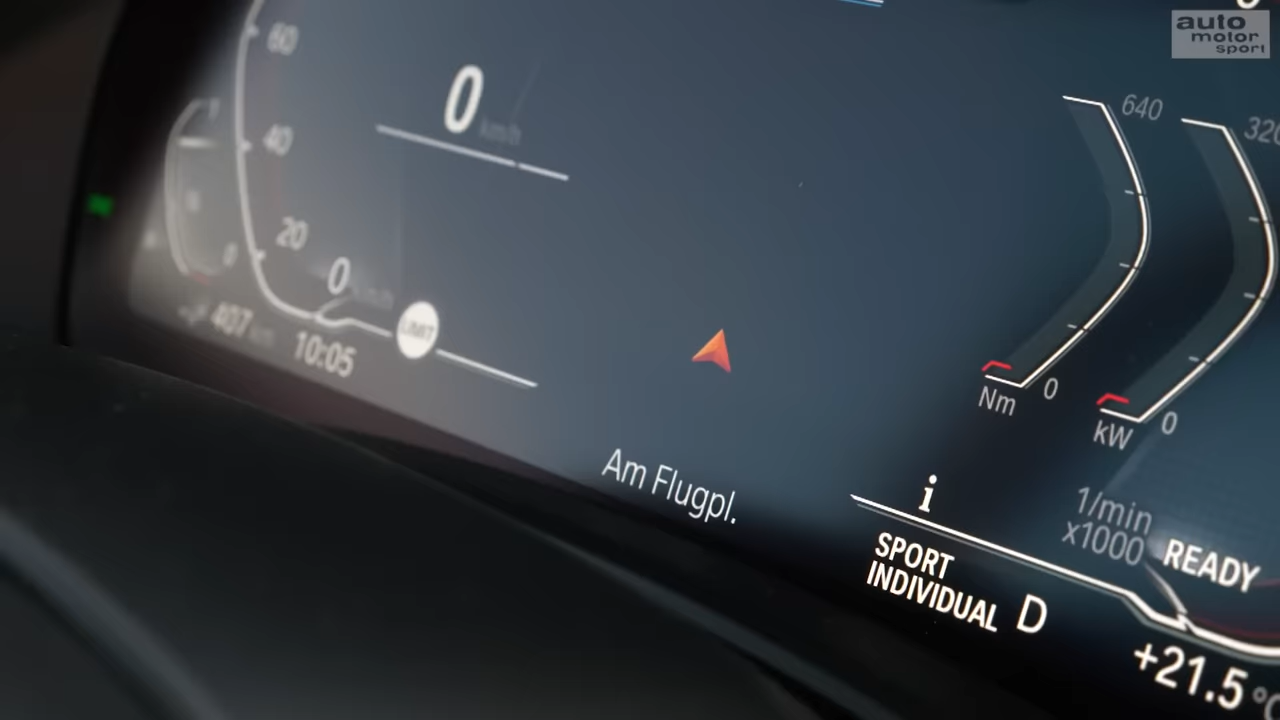 auto
motor
sport
60
0 km/h
640
320
40
0
20
0
407 km
10:05
LIMIT
Nm
0
kW
0
Am Flugpl.
i
1/min
x1000
READY
SPORT
INDIVIDUAL
D
+21.5 °C